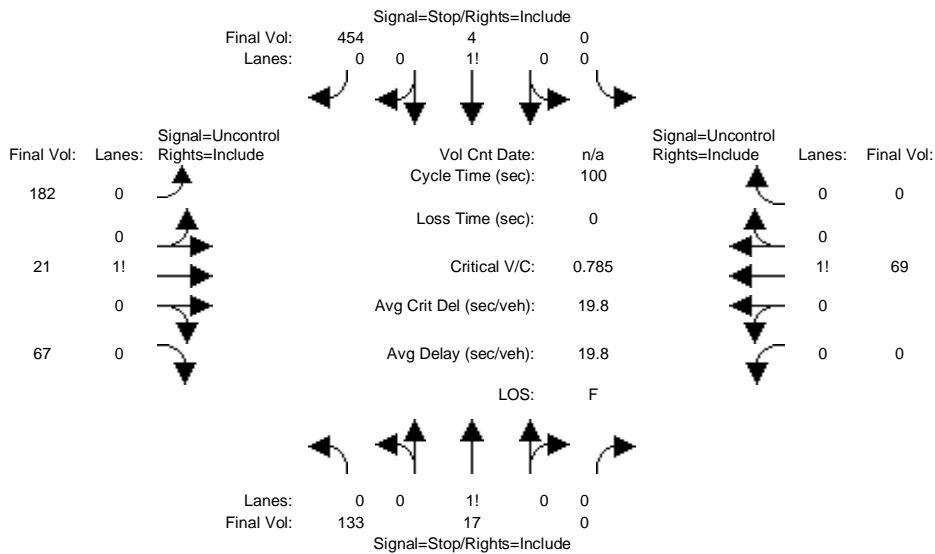 Signal=Stop/Rights=Include
Final Vol: 454 4 0
Lanes: 0 0 1! 0 0
Signal=Uncontrol Signal=Uncontrol
Final Vol: Lanes: Rights=Include Vol Cnt Date: n/a Rights=Include Lanes: Final Vol:
Cycle Time (sec): 100
182 0 0 0
Loss Time (sec): 0
0 0
21 1! Critical V/C: 0.785 1! 69
0 Avg Crit Del (sec/veh): 19.8 0
67 0 Avg Delay (sec/veh): 19.8 0 0
LOS: F
Lanes: 0 0 1! 0 0
Final Vol: 133 17 0
Signal=Stop/Rights=Include